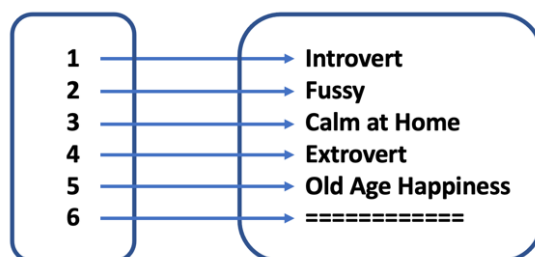 1 Introvert
2 Fussy
3 Calm at Home
4 Extrovert
5 Old Age Happiness
6 ============